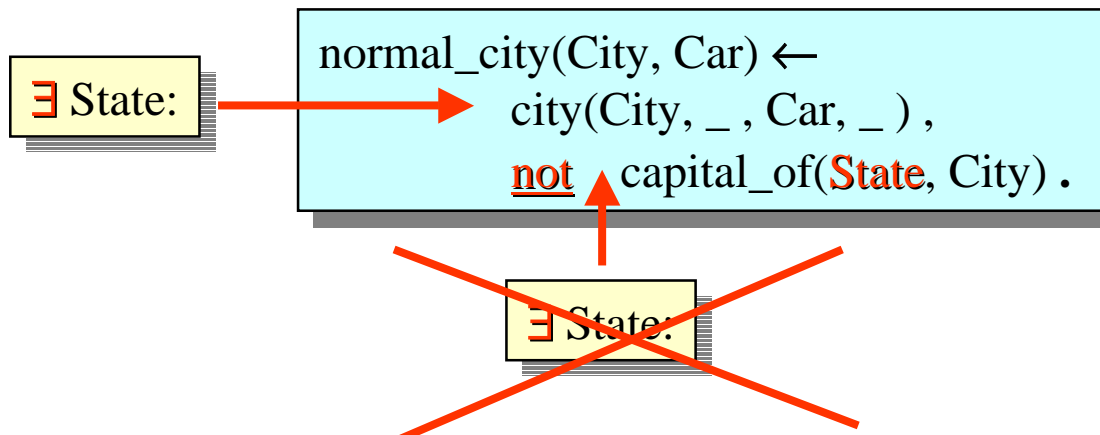 normal_city(City, Car) ←
∃ State:
city(City, _ , Car, _ ) ,
not capital_of(State, City) .
∃ State: